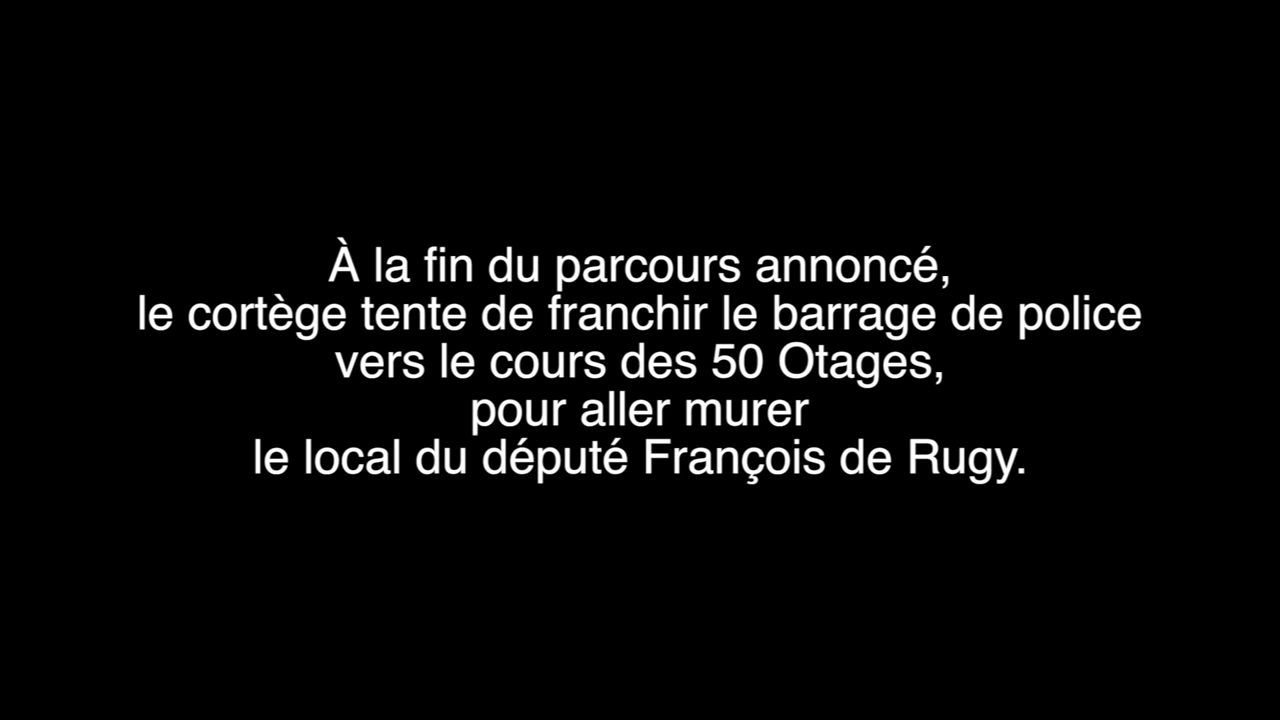 À la fin du parcours annoncé,
le cortège tente de franchir le barrage de police
vers le cours des 50 Otages,
pour aller murer
le local du député François de Rugy.